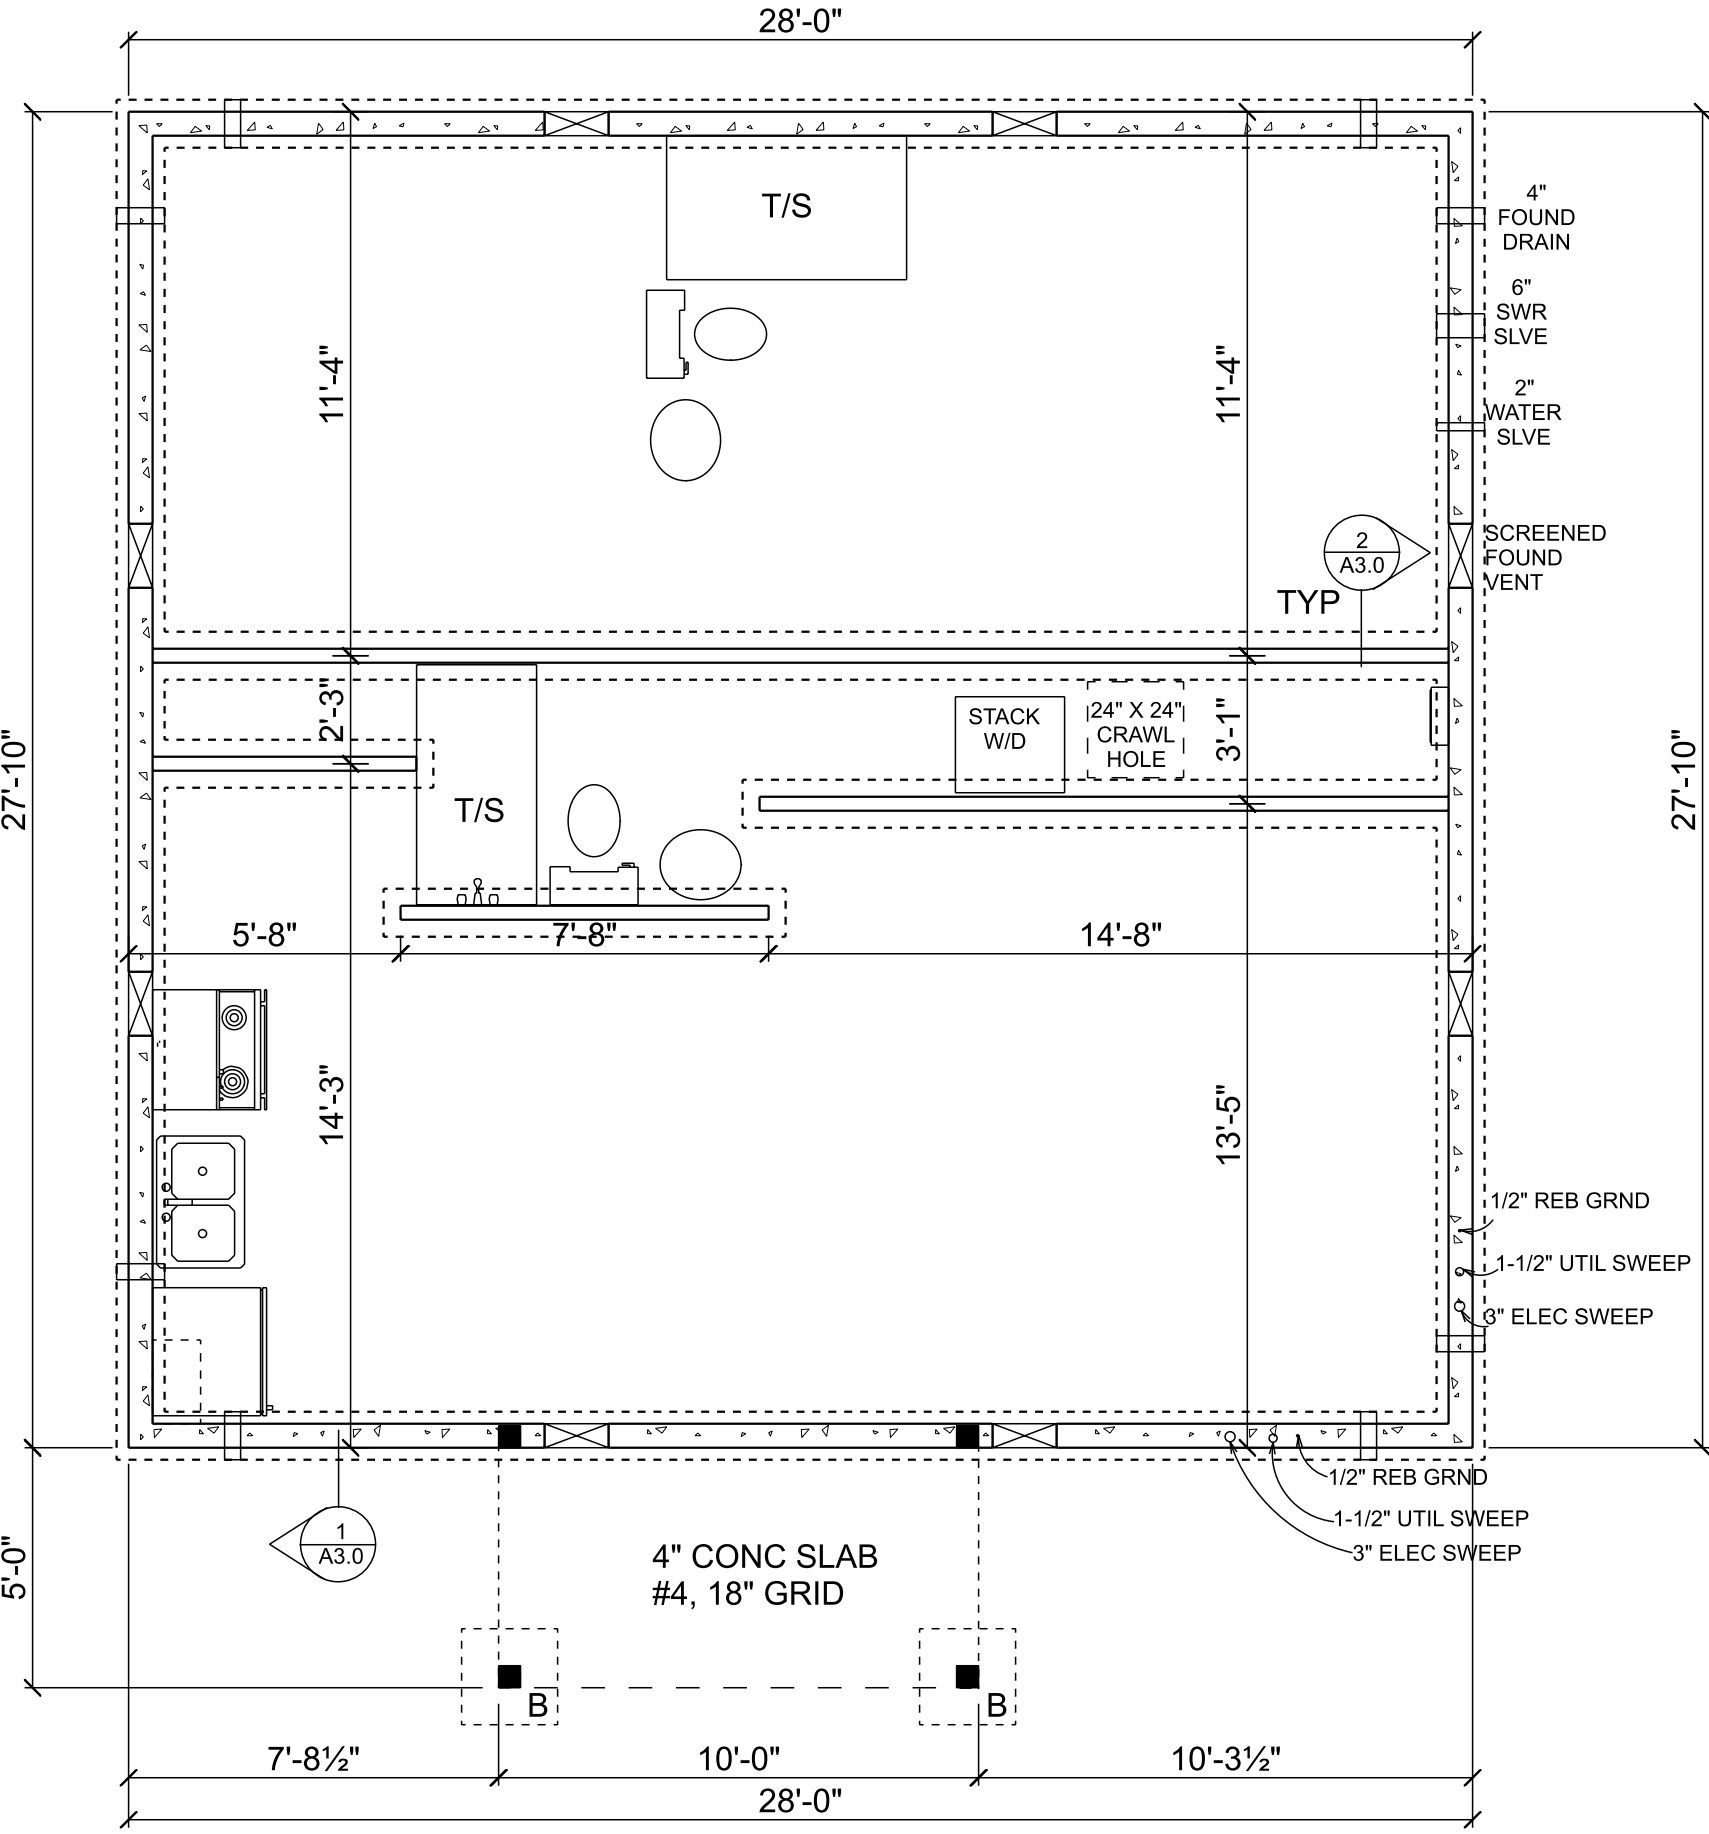 28'-0"
T/S
4"
FOUND
DRAIN
6"
SWR
SLVE
11'-4"
11'-4"
2"
WATER
SLVE
SCREENED
FOUND
VENT
2
A3.0
TYP
2'-3"
STACK
W/D
24" X 24"
CRAWL
HOLE
3'-1"
27'-10"
27'-10"
T/S
5'-8"
7'-8"
14'-8"
14'-3"
13'-5"
1/2" REB GRND
1-1/2" UTIL SWEEP
3" ELEC SWEEP
1/2" REB GRND
1-1/2" UTIL SWEEP
3" ELEC SWEEP
1
A3.0
5'-0"
4" CONC SLAB
#4, 18" GRID
B
B
7'-8½"
10'-0"
10'-3½"
28'-0"